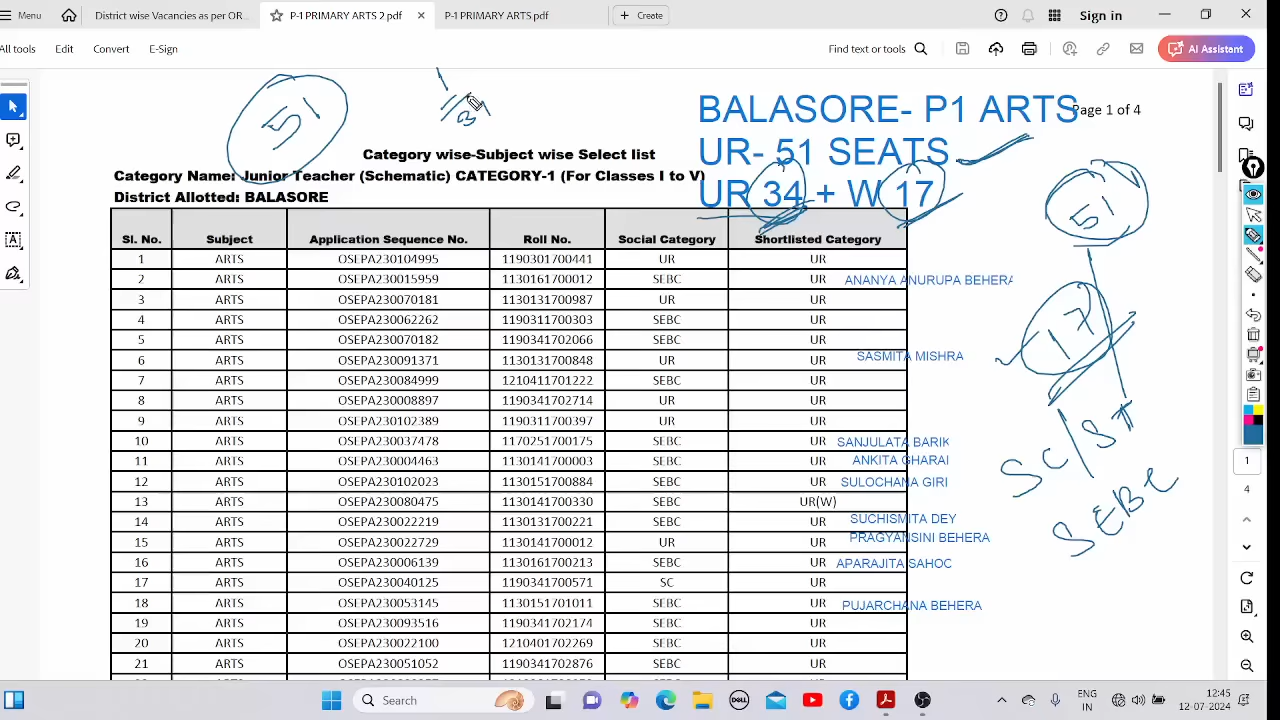 Menu District wise Vacancies as per OR... P-1 PRIMARY ARTS 2.pdf P-1 PRIMARY ARTS pdf Create Sign in
All tools Edit Convert E-Sign Find text or tools AI Assistant
51
BALASORE- P1 ARTS
Page 1 of 4
UR- 51 SEATS
UR 34 + W 17
Category wise-Subject wise Select list
Category Name: Junior Teacher (Schematic) CATEGORY-1 (For Classes I to V)
District Allotted: BALASORE
Sl. No. Subject Application Sequence No. Roll No. Social Category Shortlisted Category
1 ARTS OSEPA230104995 1190301700441 UR UR
2 ARTS OSEPA230015959 1130161700012 SEBC UR ANANYA ANURUPA BEHERA
3 ARTS OSEPA230070181 1130131700987 UR UR
4 ARTS OSEPA230062262 1190311700303 SEBC UR
5 ARTS OSEPA230070182 1190341702066 SEBC UR
6 ARTS OSEPA230091371 1130131700848 UR UR SASMITA MISHRA
7 ARTS OSEPA230084999 1210411701222 SEBC UR
8 ARTS OSEPA230008897 1190341702714 UR UR
9 ARTS OSEPA230102389 1190311700397 UR UR
10 ARTS OSEPA230037478 1170251700175 SEBC UR SANJULATA BARIK
11 ARTS OSEPA230004463 1130141700003 SEBC UR ANKITA GHARAI
12 ARTS OSEPA230102023 1130151700884 SEBC UR SULOCHANA GIRI
13 ARTS OSEPA230080475 1130141700330 SEBC UR(W)
14 ARTS OSEPA230022219 1130131700221 SEBC UR SUCHISMITA DEY
15 ARTS OSEPA230022729 1130141700012 UR UR PRAGYANSINI BEHERA
16 ARTS OSEPA230006139 1130161700213 SEBC UR APARAJITA SAHOO
17 ARTS OSEPA230040125 1190341700571 SC UR
18 ARTS OSEPA230053145 1130151701011 SEBC UR PUJARCHANA BEHERA
19 ARTS OSEPA230093516 1190341702174 SEBC UR
20 ARTS OSEPA230022100 1210401702269 SEBC UR
21 ARTS OSEPA230051052 1190341702876 SEBC UR
51
17
SC/ST
SEBC
1
4
Search DELL ENG IN 12:45 12-07-2024